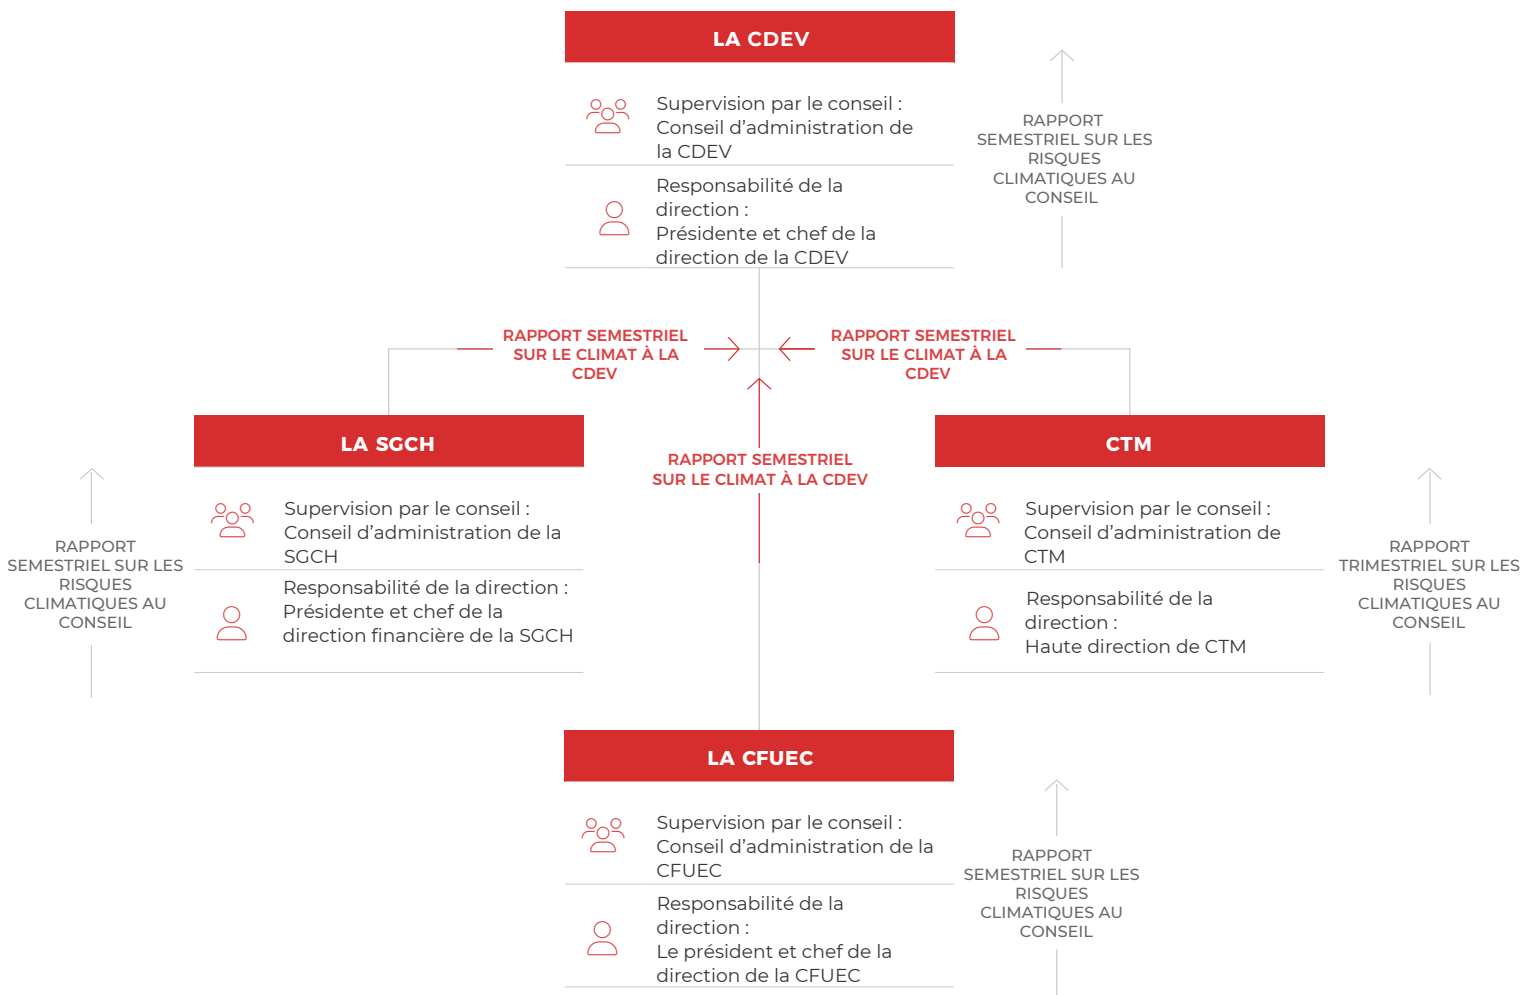 LA CDEV
Supervision par le conseil :
Conseil d’administration de
la CDEV
Responsabilité de la
direction :
Présidente et chef de la
direction de la CDEV
RAPPORT
SEMESTRIEL SUR LES
RISQUES
CLIMATIQUES AU
CONSEIL
RAPPORT SEMESTRIEL
SUR LE CLIMAT À LA
CDEV
RAPPORT SEMESTRIEL
SUR LE CLIMAT À LA
CDEV
RAPPORT SEMESTRIEL
SUR LE CLIMAT À LA CDEV
RAPPORT
SEMESTRIEL SUR LES
RISQUES
CLIMATIQUES AU
CONSEIL
LA SGCH
Supervision par le conseil :
Conseil d’administration de la
SGCH
Responsabilité de la direction :
Présidente et chef de la
direction financière de la SGCH
CTM
Supervision par le conseil :
Conseil d’administration de
CTM
Responsabilité de la
direction :
Haute direction de CTM
RAPPORT
TRIMESTRIEL SUR LES
RISQUES
CLIMATIQUES AU
CONSEIL
LA CFUEC
Supervision par le conseil :
Conseil d’administration de la
CFUEC
Responsabilité de la
direction :
Le président et chef de la
direction de la CFUEC
RAPPORT
SEMESTRIEL SUR LES
RISQUES
CLIMATIQUES AU
CONSEIL